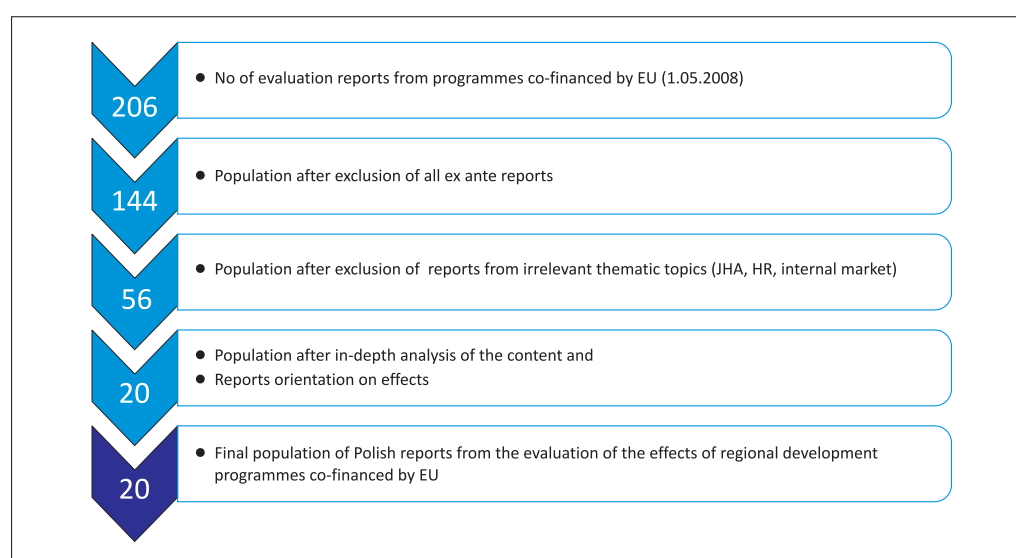 206
● No of evaluation reports from programmes co-financed by EU (1.05.2008)
144
● Population after exclusion of all ex ante reports
56
● Population after exclusion of  reports from irrelevant thematic topics (JHA, HR, internal market)
20
● Population after in-depth analysis of the content and
● Reports orientation on effects
20
● Final population of Polish reports from the evaluation of the effects of regional development
programmes co-financed by EU